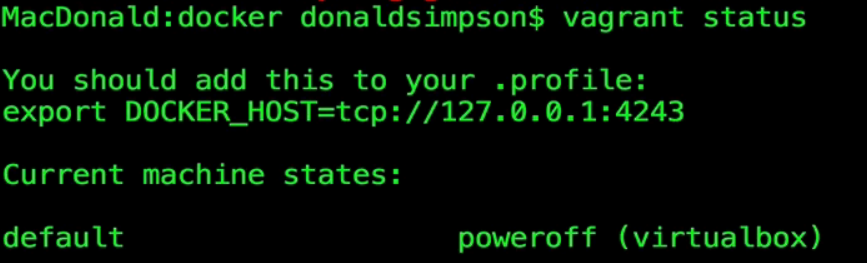 MacDonald:docker donaldsimpson$ vagrant status
You should add this to your .profile:
export DOCKER_HOST=tcp://127.0.0.1:4243
Current machine states:
default poweroff (virtualbox)